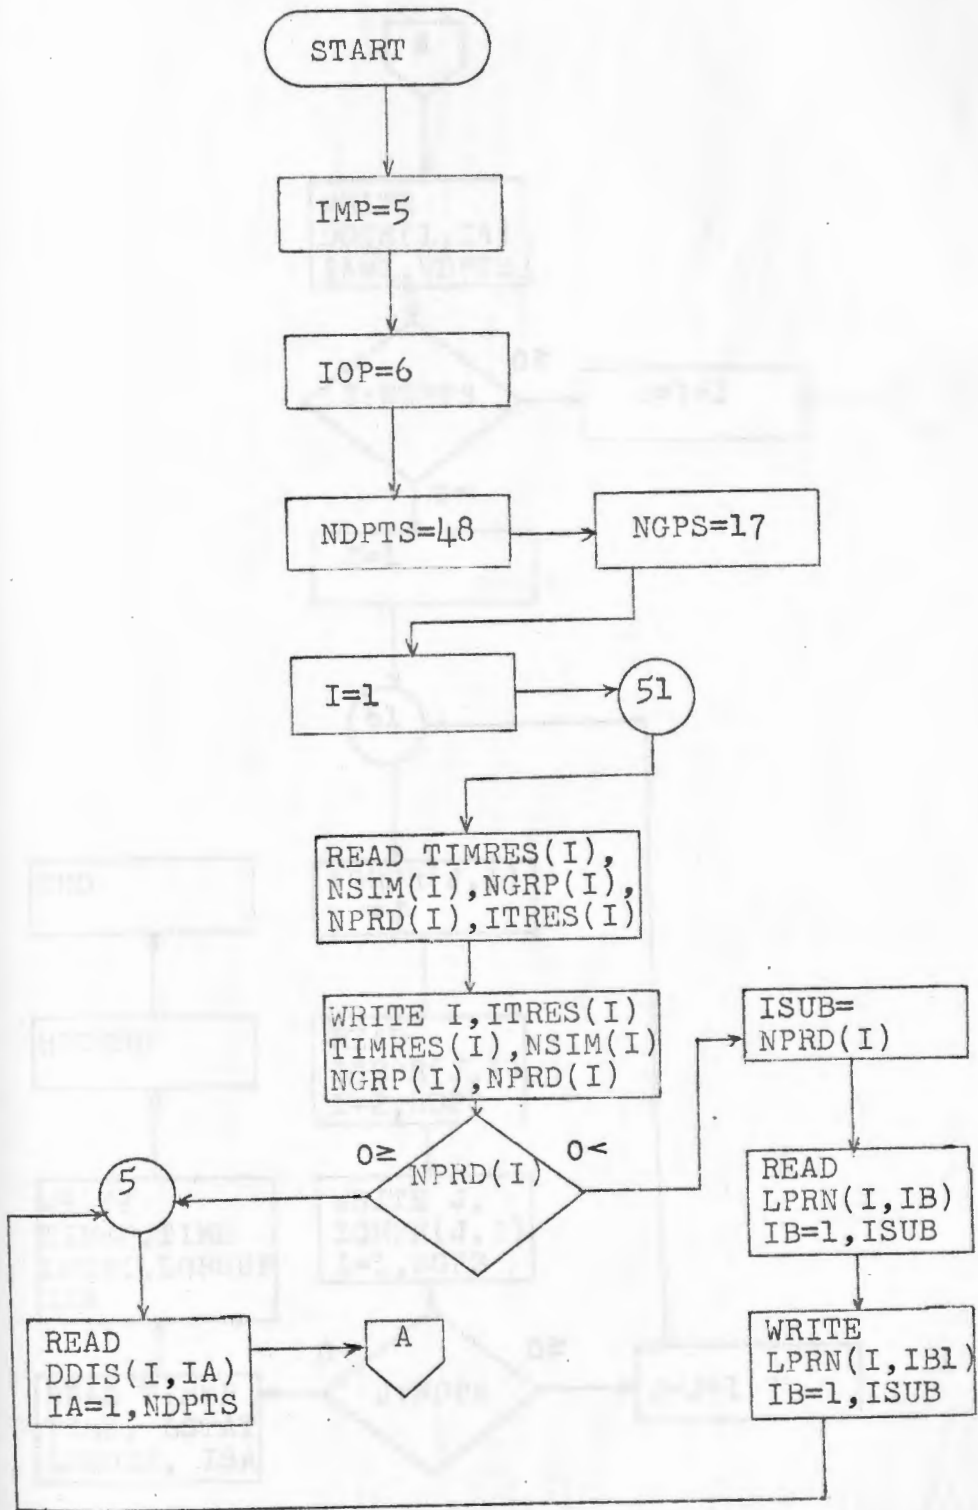 START
IMP=5
IOP=6
NDPTS=48
NGPS=17
I=1
51
READ TIMRES(I),
NSIM(I),NGRP(I),
NPRD(I),ITRES(I)
WRITE I,ITRES(I)
TIMRES(I),NSIM(I)
NGRP(I),NPRD(I)
ISUB=
NPRD(I)
0≥
NPRD(I)
0<
5
READ
LPRN(I,IB)
IB=1,ISUB
READ
DDIS(I,IA)
IA=1,NDPTS
A
WRITE
LPRN(I,IB1)
IB=1,ISUB